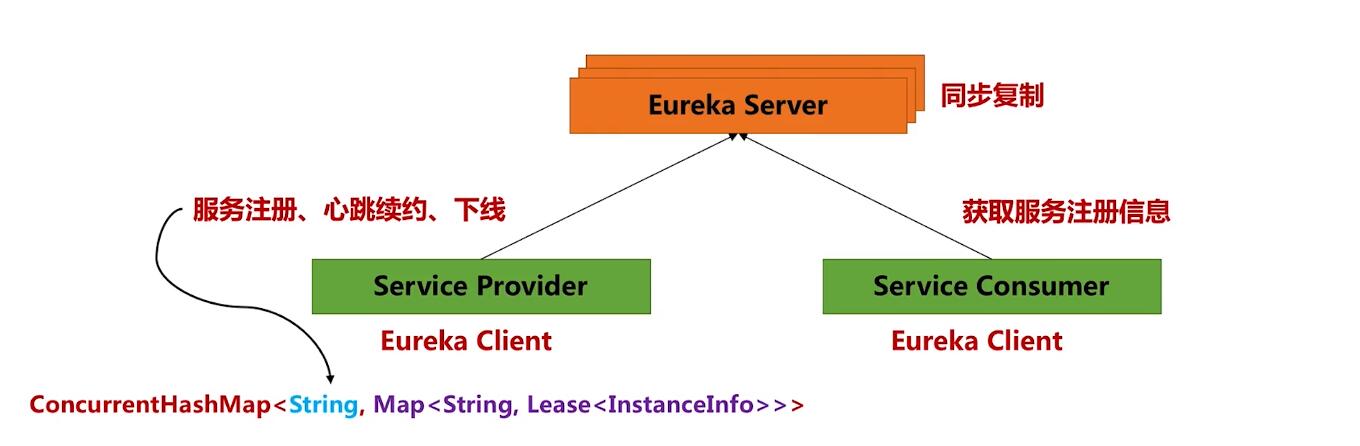 Eureka Server
同步复制
服务注册、心跳续约、下线
获取服务注册信息
Service Provider
Service Consumer
Eureka Client
Eureka Client
ConcurrentHashMap<String, Map<String, Lease<InstanceInfo>>>